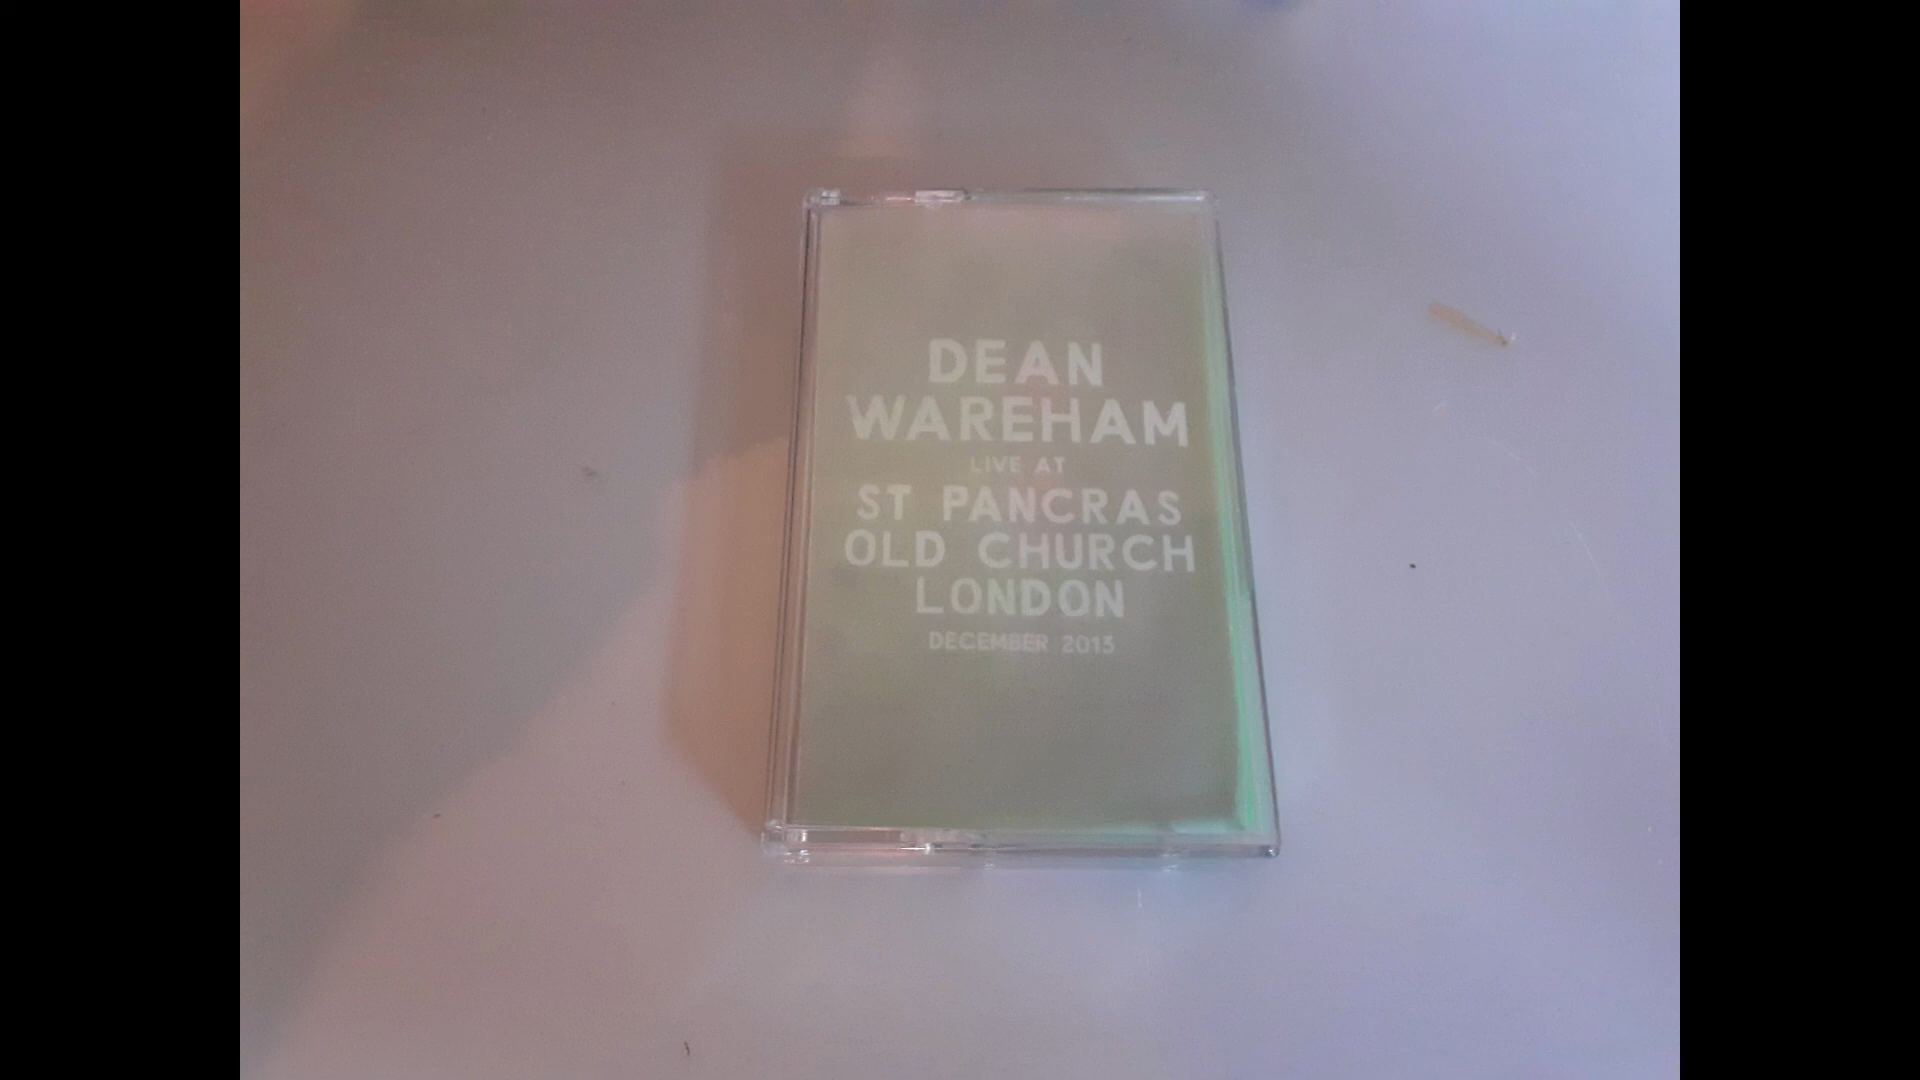 DEAN
WAREHAM
LIVE AT
ST PANCRAS
OLD CHURCH
LONDON
DECEMBER 2013